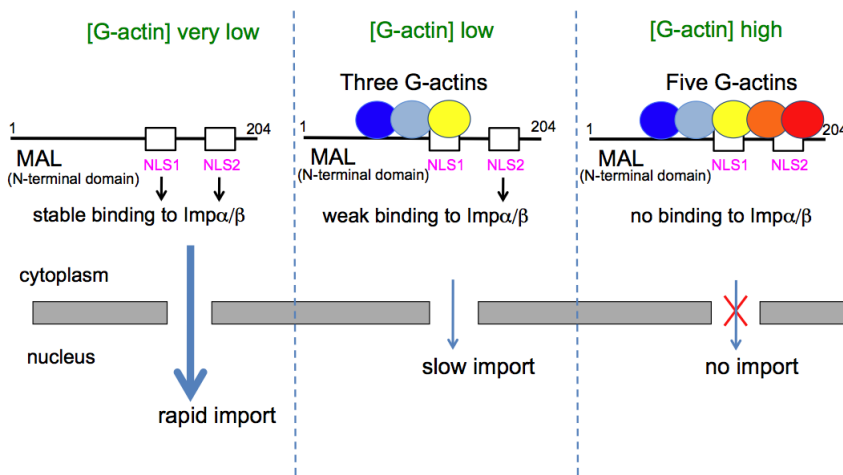 [G-actin] very low
1
204
MAL
(N-terminal domain)
NLS1
NLS2
stable binding to Impα/β
cytoplasm
nucleus
rapid import
[G-actin] low
Three G-actins
1
204
MAL
(N-terminal domain)
NLS1
NLS2
weak binding to Impα/β
slow import
[G-actin] high
Five G-actins
1
204
MAL
(N-terminal domain)
NLS1
NLS2
no binding to Impα/β
no import